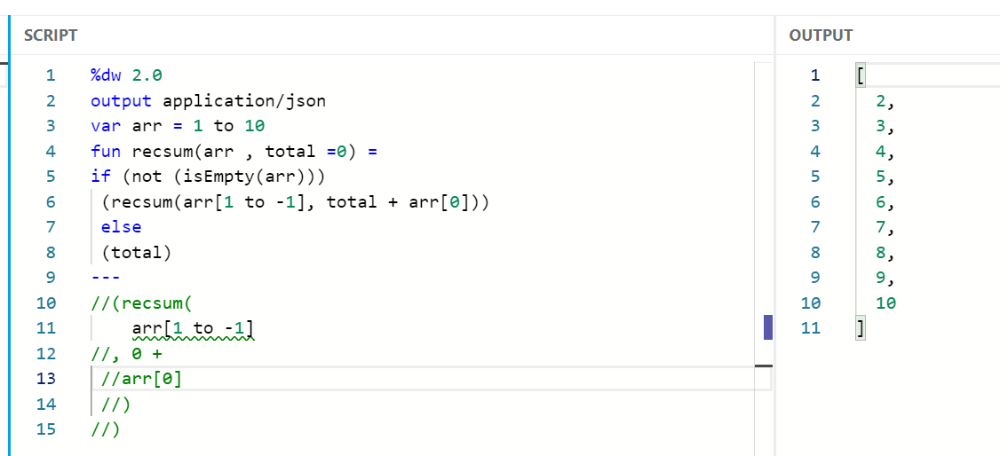 SCRIPT
1 %dw 2.0
2 output application/json
3 var arr = 1 to 10
4 fun recsum(arr , total =0) =
5 if (not (isEmpty(arr)))
6 (recsum(arr[1 to -1], total + arr[0]))
7 else
8 (total)
9 ---
10 //(recsum(
11 arr[1 to -1]
12 //, 0 +
13 //arr[0]
14 //)
15 //)
OUTPUT
1 [
2 2,
3 3,
4 4,
5 5,
6 6,
7 7,
8 8,
9 9,
10 10
11 ]